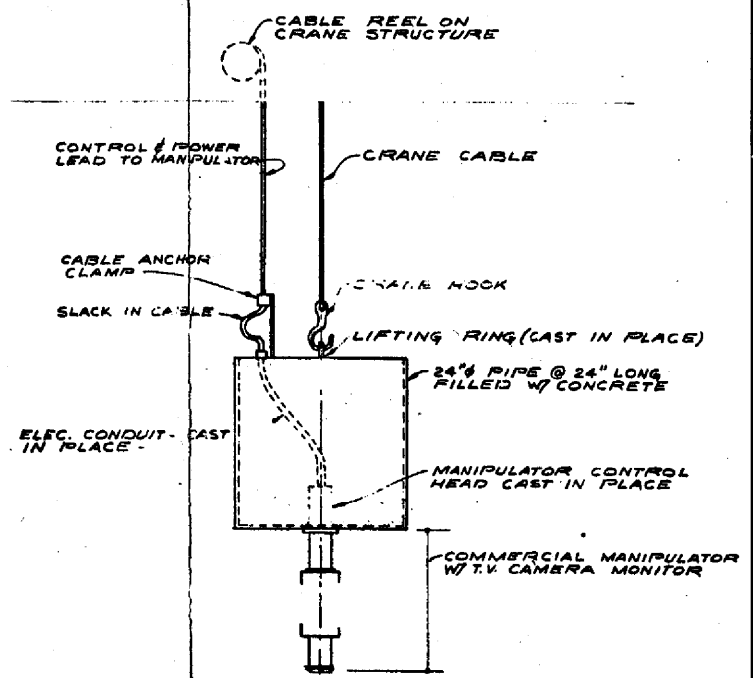 CABLE REEL ON
CRANE STRUCTURE
CONTROL & POWER
LEAD TO MANIPULATOR
CRANE CABLE
CABLE ANCHOR
CLAMP
CRANE HOOK
SLACK IN CABLE
LIFTING RING (CAST IN PLACE)
24"⌀ PIPE @ 24" LONG
FILLED W/ CONCRETE
ELEC. CONDUIT - CAST
IN PLACE -
MANIPULATOR CONTROL
HEAD CAST IN PLACE
COMMERCIAL MANIPULATOR
W/ T.V. CAMERA MONITOR